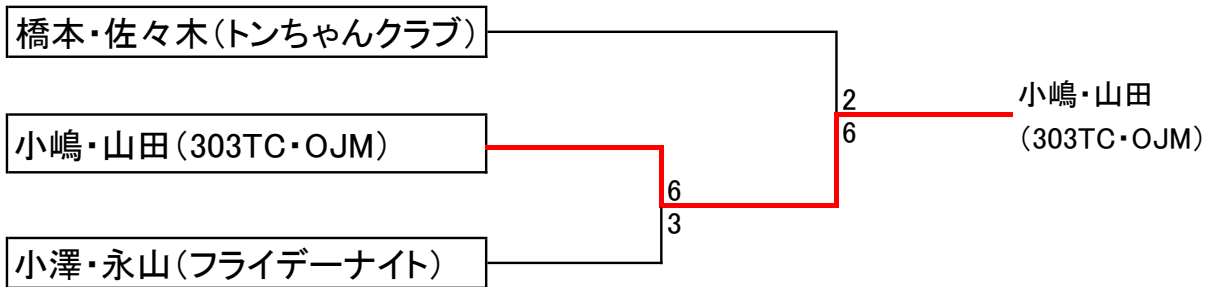 橋本・佐々木(トンちゃんクラブ)
小嶋・山田(303TC・OJM)
小澤・永山(フライデーナイト)
6
3
2
6
小嶋・山田
(303TC・OJM)